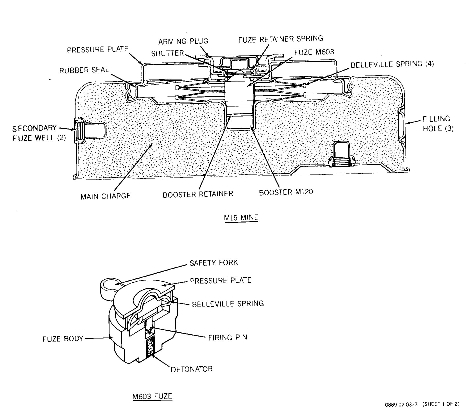 ARMING PLUG
FUZE RETAINER SPRING
PRESSURE PLATE
SHUTTER
FUZE M603
RUBBER SEAL
BELLEVILLE SPRING (4)
SECONDARY
FUZE WELL (2)
FILLING
HOLE (3)
MAIN CHARGE
BOOSTER RETAINER
BOOSTER M120
M15 MINE
SAFETY FORK
PRESSURE PLATE
BELLEVILLE SPRING
FUZE BODY
FIRING PIN
DETONATOR
M603 FUZE
(SHEET 1 OF 2)